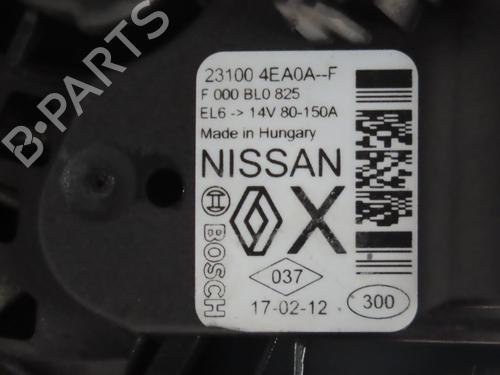 B-PARTS
23100 4EA0A--F
F 000 BL0 825
EL6 -> 14V 80-150A
Made in Hungary
NISSAN
BOSCH
X
037
17-02-12
300